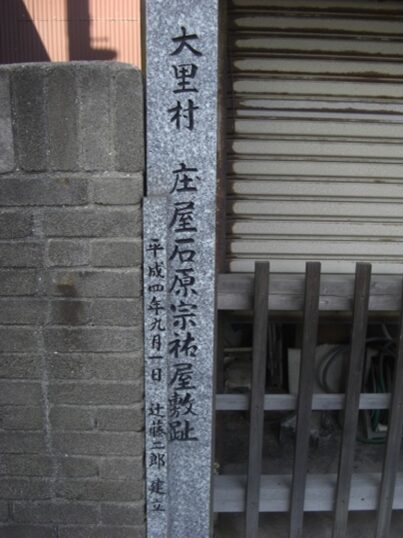 大里村 庄屋石原宗祐屋敷趾
平成四年九月一日 辻藤二郎 建立